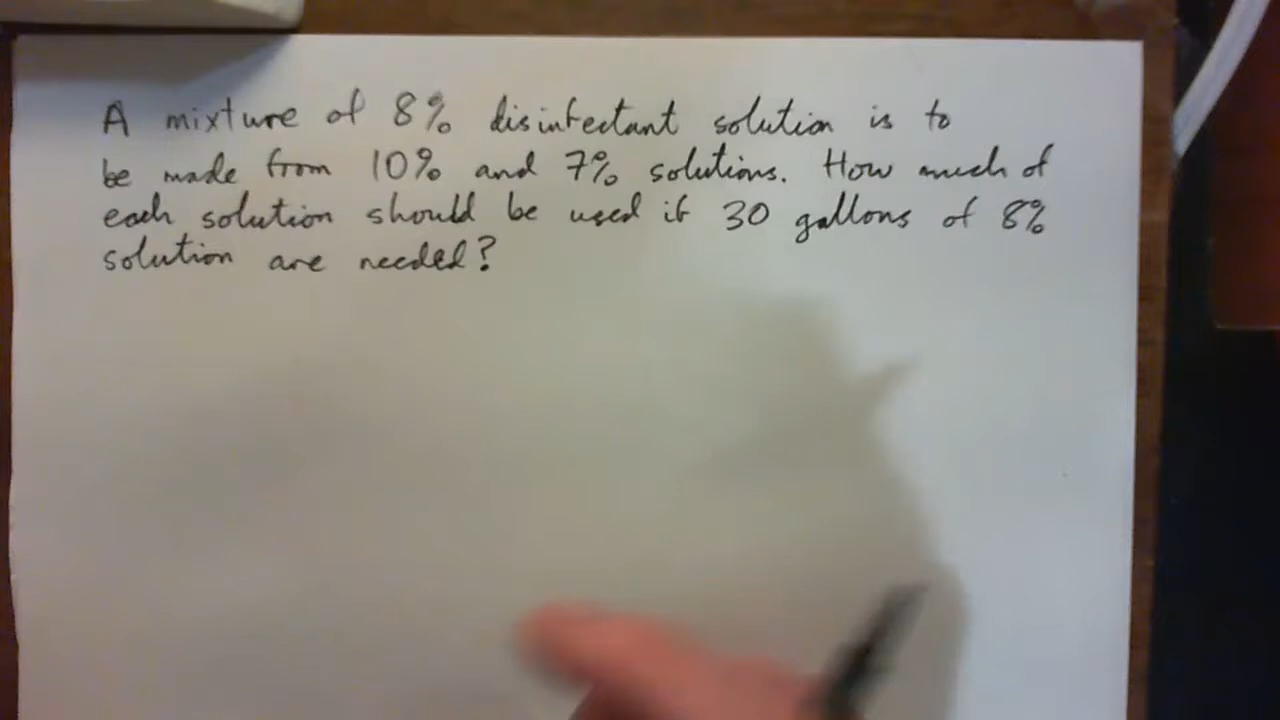 A mixture of 8% disinfectant solution is to
be made from 10% and 7% solutions. How much of
each solution should be used if 30 gallons of 8%
solution are needed?